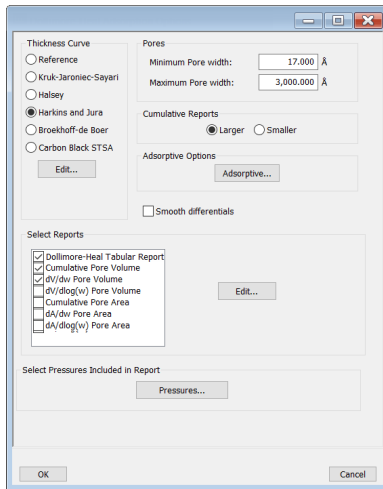 Thickness Curve
Reference
Kruk-Jaroniec-Sayari
Halsey
Harkins and Jura
Broekhoff-de Boer
Carbon Black STSA
Edit...
Pores
Minimum Pore width: 17.000 Å
Maximum Pore width: 3,000.000 Å
Cumulative Reports
Larger Smaller
Adsorptive Options
Adsorptive...
Smooth differentials
Select Reports
Dollimore-Heal Tabular Report
Cumulative Pore Volume
dV/dw Pore Volume
dV/dlog(w) Pore Volume
Cumulative Pore Area
dA/dw Pore Area
dA/dlog(w) Pore Area
Edit...
Select Pressures Included in Report
Pressures...
OK Cancel